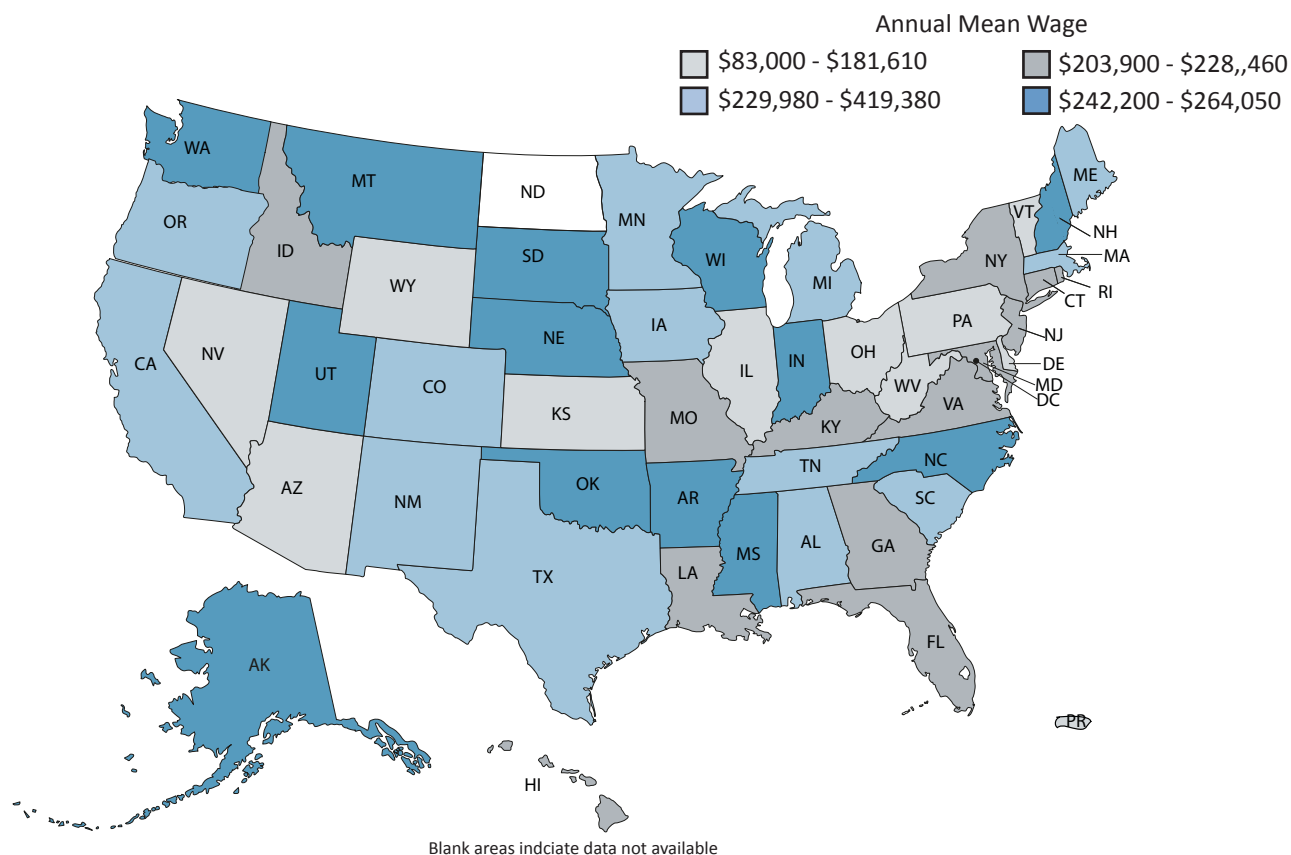 Annual Mean Wage
$83,000 - $181,610
$203,900 - $228,,460
$229,980 - $419,380
$242,200 - $264,050
WA
MT
ND
MN
ME
OR
ID
SD
WI
VT
NH
NY
MA
WY
MI
CT
RI
NE
IA
PA
NJ
NV
CA
UT
CO
IL
IN
OH
DE
WV
MD
DC
KS
MO
KY
VA
AZ
NM
OK
AR
TN
NC
SC
TX
LA
MS
AL
GA
FL
AK
HI
PR
Blank areas indciate data not available